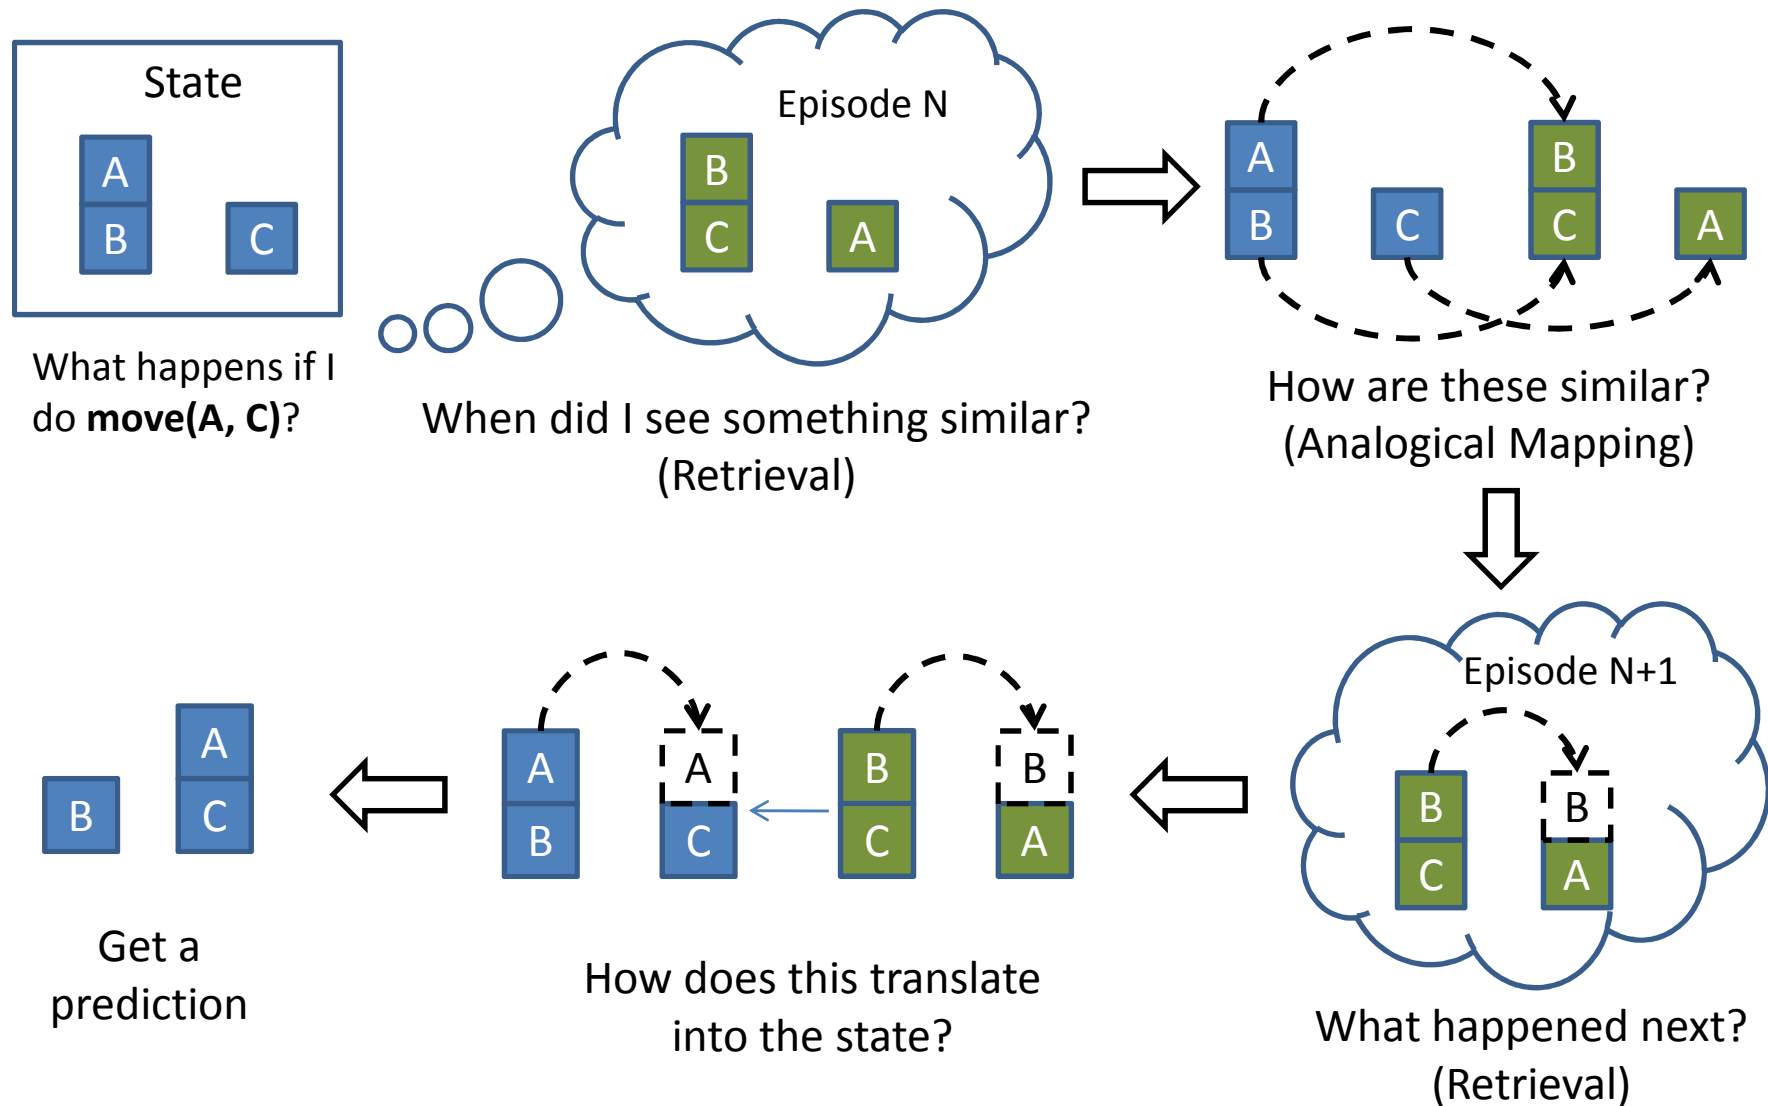 State
A
B
C
What happens if I
do move(A, C)?
Episode N
B
C
A
When did I see something similar?
(Retrieval)
A
B
C
B
C
A
How are these similar?
(Analogical Mapping)
Episode N+1
B
C
B
A
What happened next?
(Retrieval)
A
B
A
C
B
C
B
A
How does this translate
into the state?
B
A
C
Get a
prediction